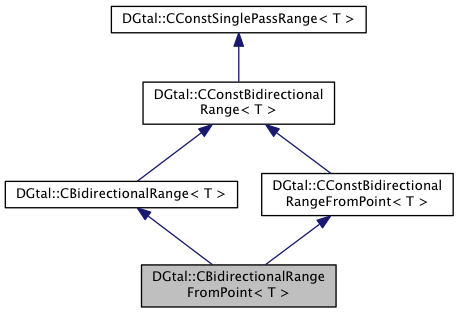 DGtal::CConstSinglePassRange< T >
DGtal::CConstBidirectional
Range< T >
DGtal::CBidirectionalRange< T >
DGtal::CConstBidirectional
RangeFromPoint< T >
DGtal::CBidirectionalRange
FromPoint< T >